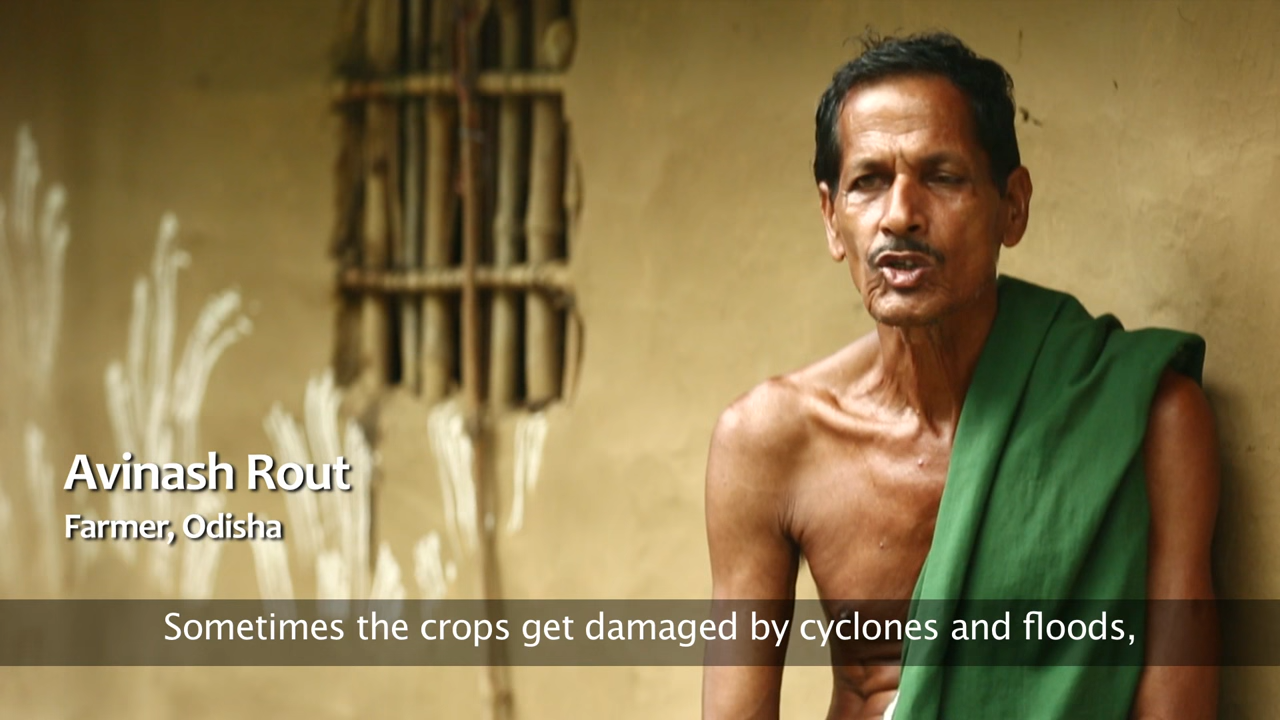 Avinash Rout
Farmer, Odisha
Sometimes the crops get damaged by cyclones and floods,